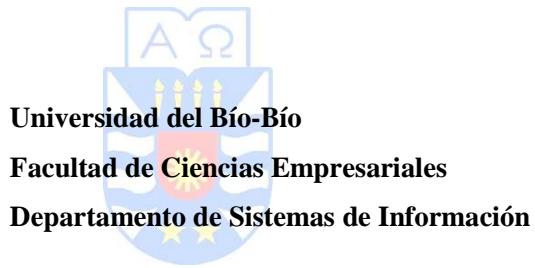 Α Ω
Universidad del Bío-Bío
Facultad de Ciencias Empresariales
Departamento de Sistemas de Información